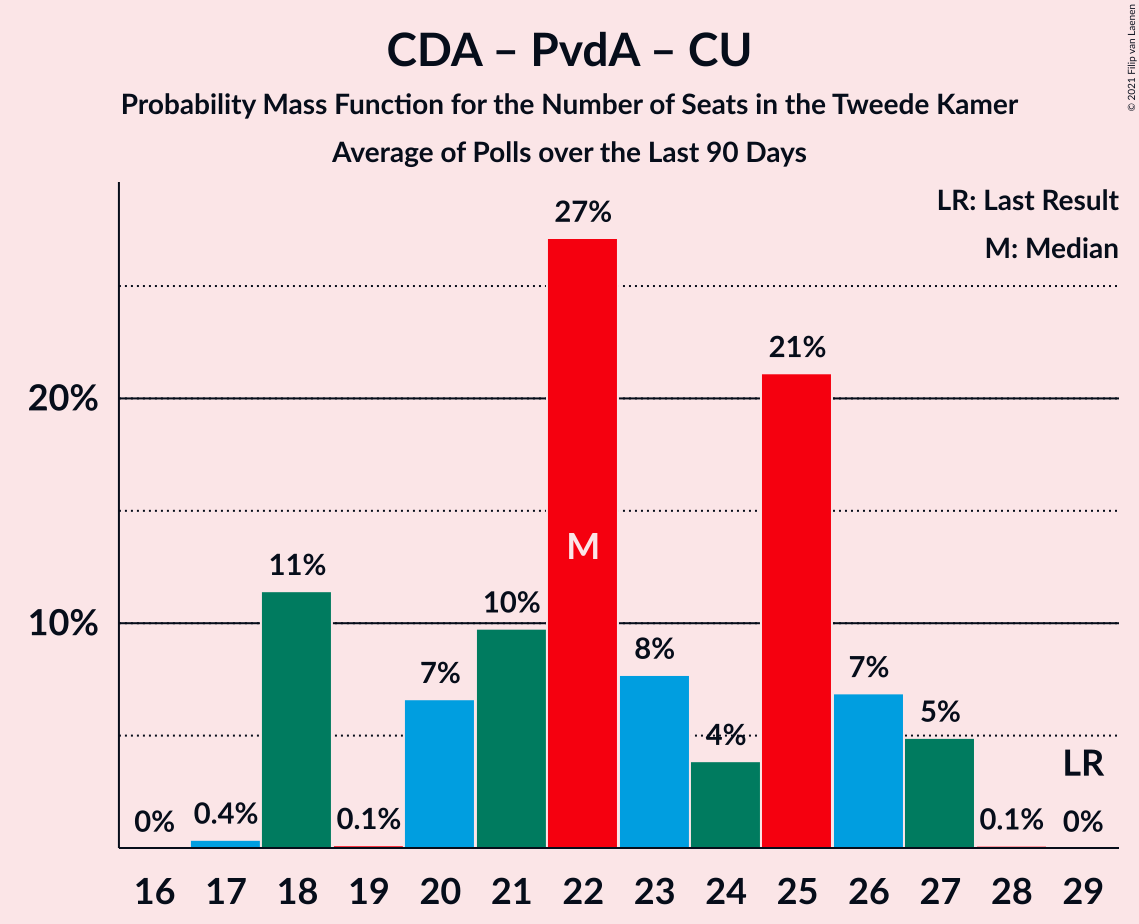 CDA – PvdA – CU
Probability Mass Function for the Number of Seats in the Tweede Kamer
Average of Polls over the Last 90 Days
© 2021 Filip van Laenen
LR: Last Result
M: Median
20%
10%
0%
0.4%
11%
0.1%
7%
10%
27%
M
8%
4%
21%
7%
5%
0.1%
LR
0%
16 17 18 19 20 21 22 23 24 25 26 27 28 29